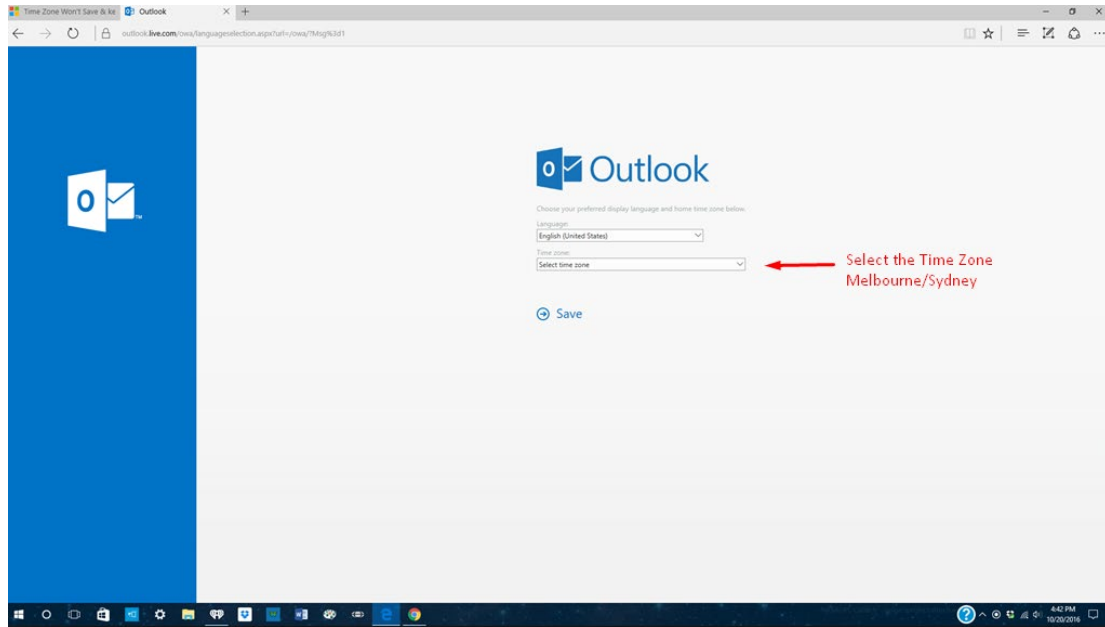 Time Zone Won't Save & ke
Outlook
outlook.live.com/owa/languageselection.aspx?url=/owa/?Msg%3d1
Outlook
Choose your preferred display language and home time zone below.
Language:
English (United States)
Time zone:
Select time zone
Select the Time Zone
Melbourne/Sydney
Save
4:42 PM
10/20/2016